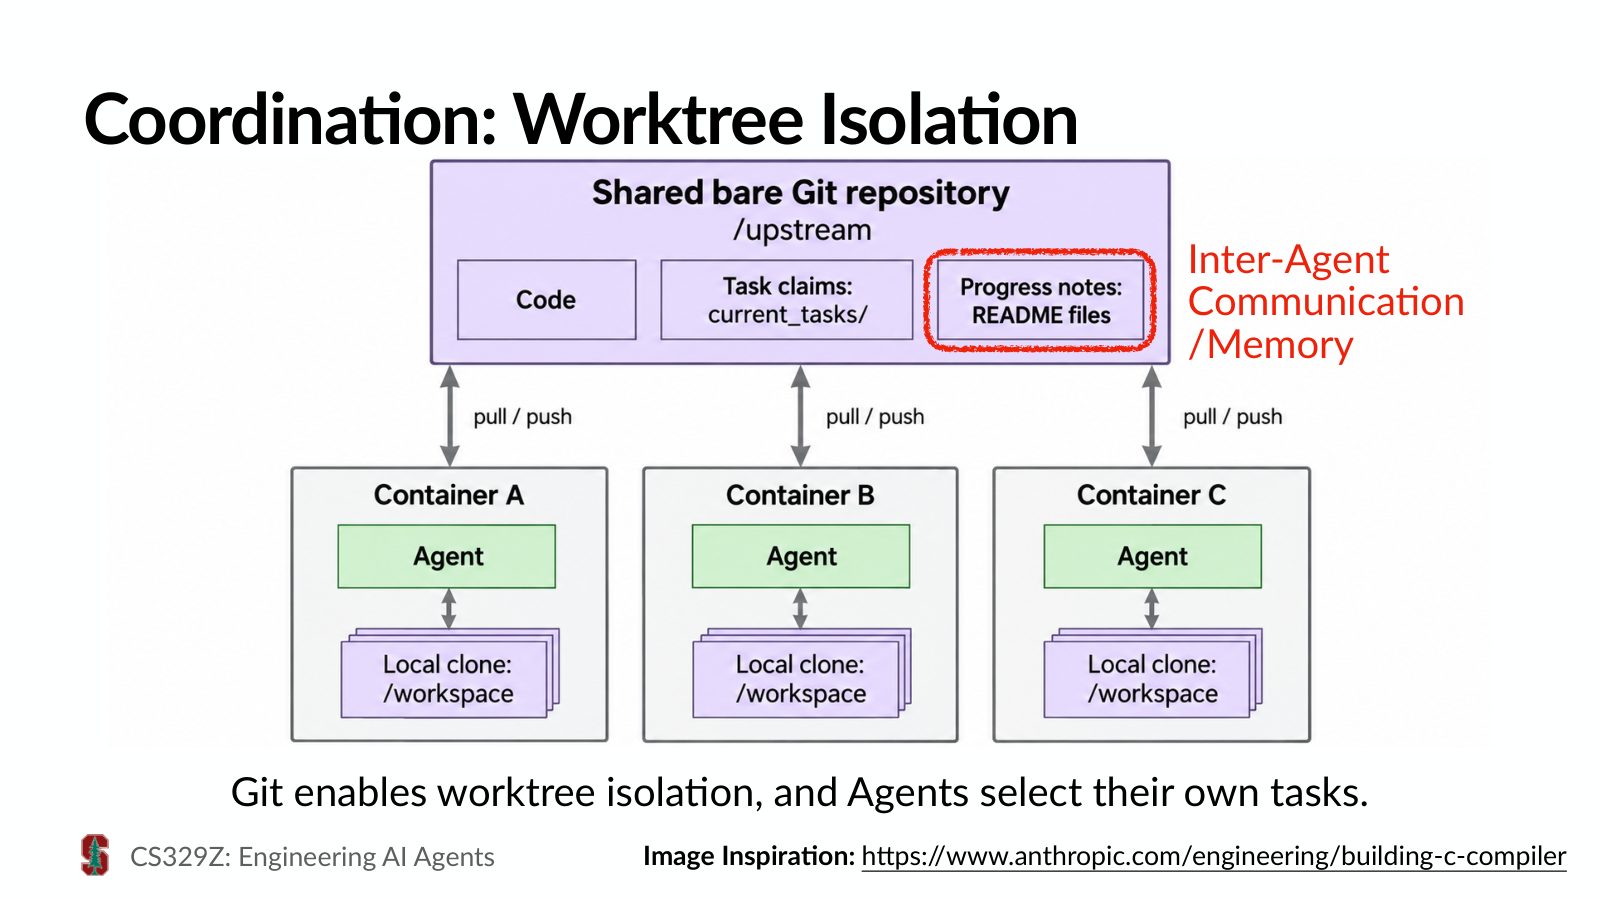 Coordination: Worktree Isolation
Shared bare Git repository
/upstream
Code
Task claims:
current_tasks/
Progress notes:
README files
Inter-Agent
Communication
/Memory
pull / push
pull / push
pull / push
Container A
Agent
Local clone:
/workspace
Container B
Agent
Local clone:
/workspace
Container C
Agent
Local clone:
/workspace
Git enables worktree isolation, and Agents select their own tasks.
CS329Z: Engineering AI Agents
Image Inspiration: https://www.anthropic.com/engineering/building-c-compiler